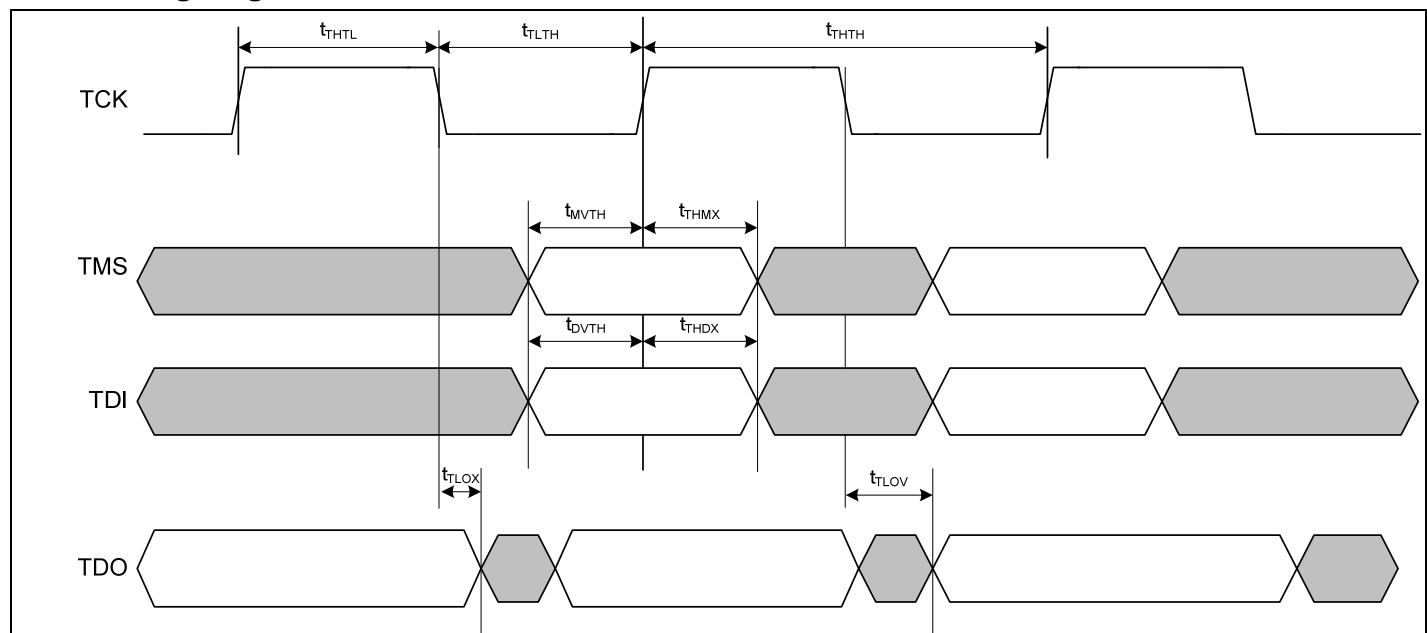 tTHTL tTLTH tTHTH
TCK
tMVTH tTHMX
TMS
tDVTH tTHDX
TDI
tTLOX tTLOV
TDO